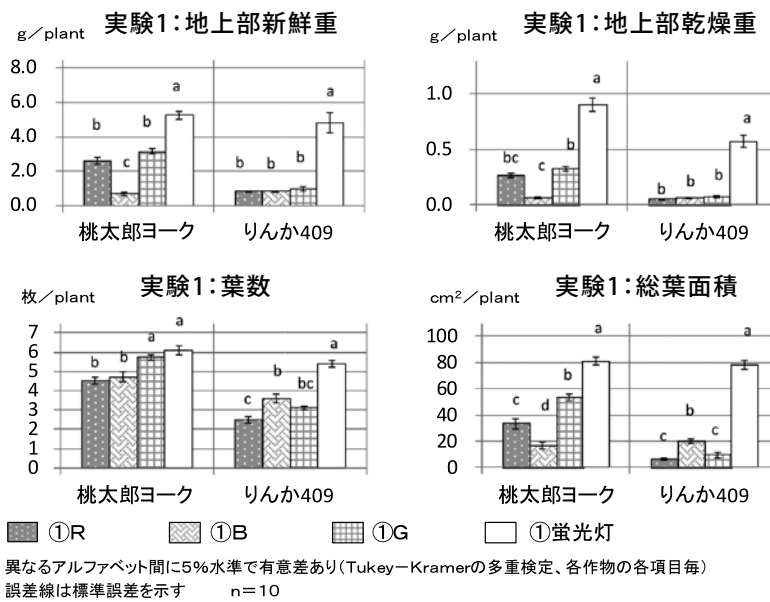 g／plant 実験1：地上部新鮮重
8.0
6.0
4.0
2.0
0.0
b c b a b b b a
桃太郎ヨーク りんか409
g／plant 実験1：地上部乾燥重
1.0
0.5
0.0
bc c b a b b b a
桃太郎ヨーク りんか409
枚／plant 実験1：葉数
7
6
5
4
3
2
1
0
b b a a c b bc a
桃太郎ヨーク りんか409
cm²／plant 実験1：総葉面積
100
80
60
40
20
0
c d b a c b c a
桃太郎ヨーク りんか409
①R ①B ①G ①蛍光灯
異なるアルファベット間に5%水準で有意差あり（Tukey－Kramerの多重検定、各作物の各項目毎）
誤差線は標準誤差を示す n＝10